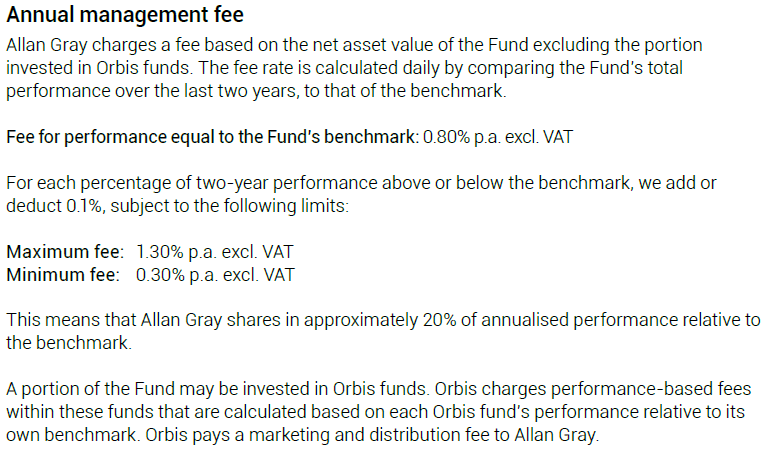 Annual management fee
Allan Gray charges a fee based on the net asset value of the Fund excluding the portion
invested in Orbis funds. The fee rate is calculated daily by comparing the Fund's total
performance over the last two years, to that of the benchmark.
Fee for performance equal to the Fund's benchmark: 0.80% p.a. excl. VAT
For each percentage of two-year performance above or below the benchmark, we add or
deduct 0.1%, subject to the following limits:
Maximum fee: 1.30% p.a. excl. VAT
Minimum fee: 0.30% p.a. excl. VAT
This means that Allan Gray shares in approximately 20% of annualised performance relative to
the benchmark.
A portion of the Fund may be invested in Orbis funds. Orbis charges performance-based fees
within these funds that are calculated based on each Orbis fund's performance relative to its
own benchmark. Orbis pays a marketing and distribution fee to Allan Gray.